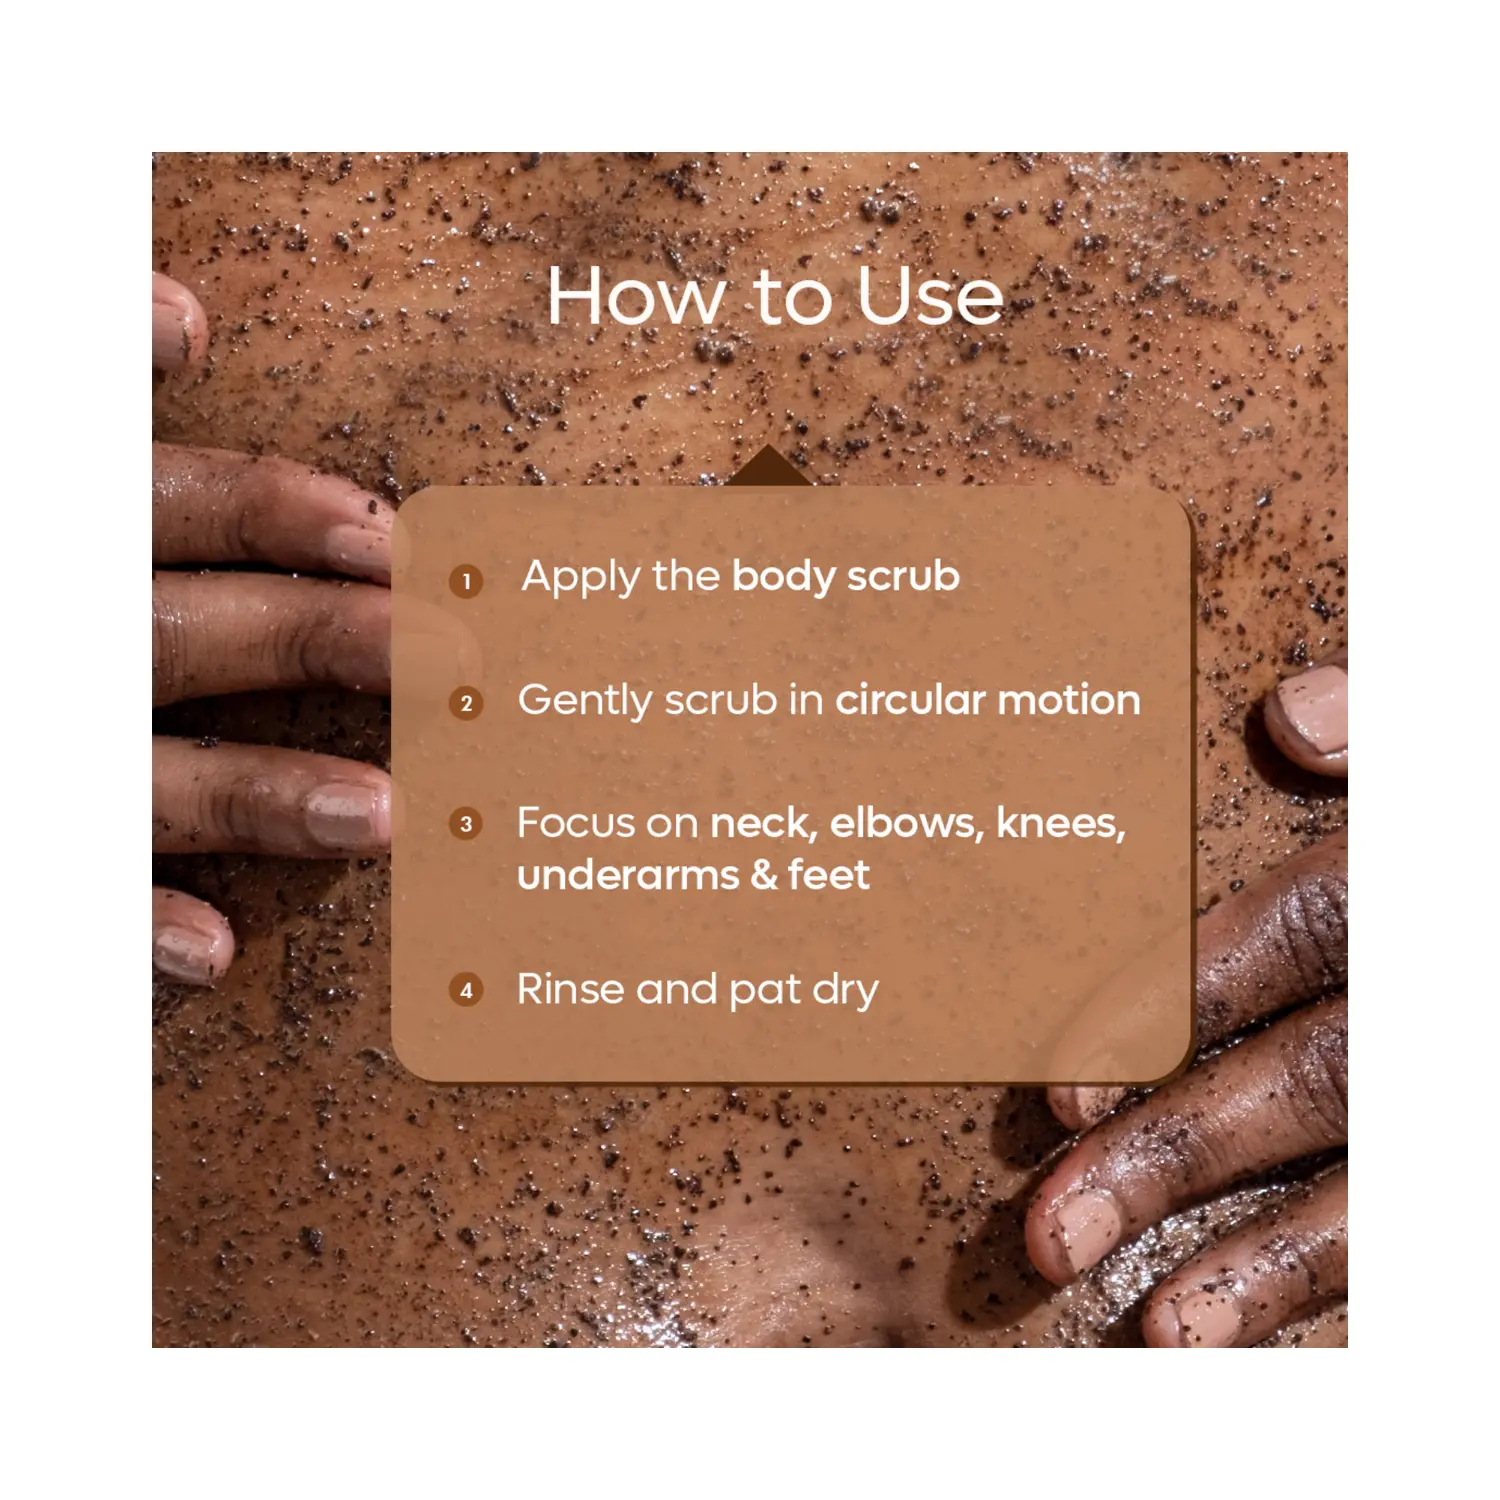 How to Use
1 Apply the body scrub
2 Gently scrub in circular motion
3 Focus on neck, elbows, knees,
underarms & feet
4 Rinse and pat dry